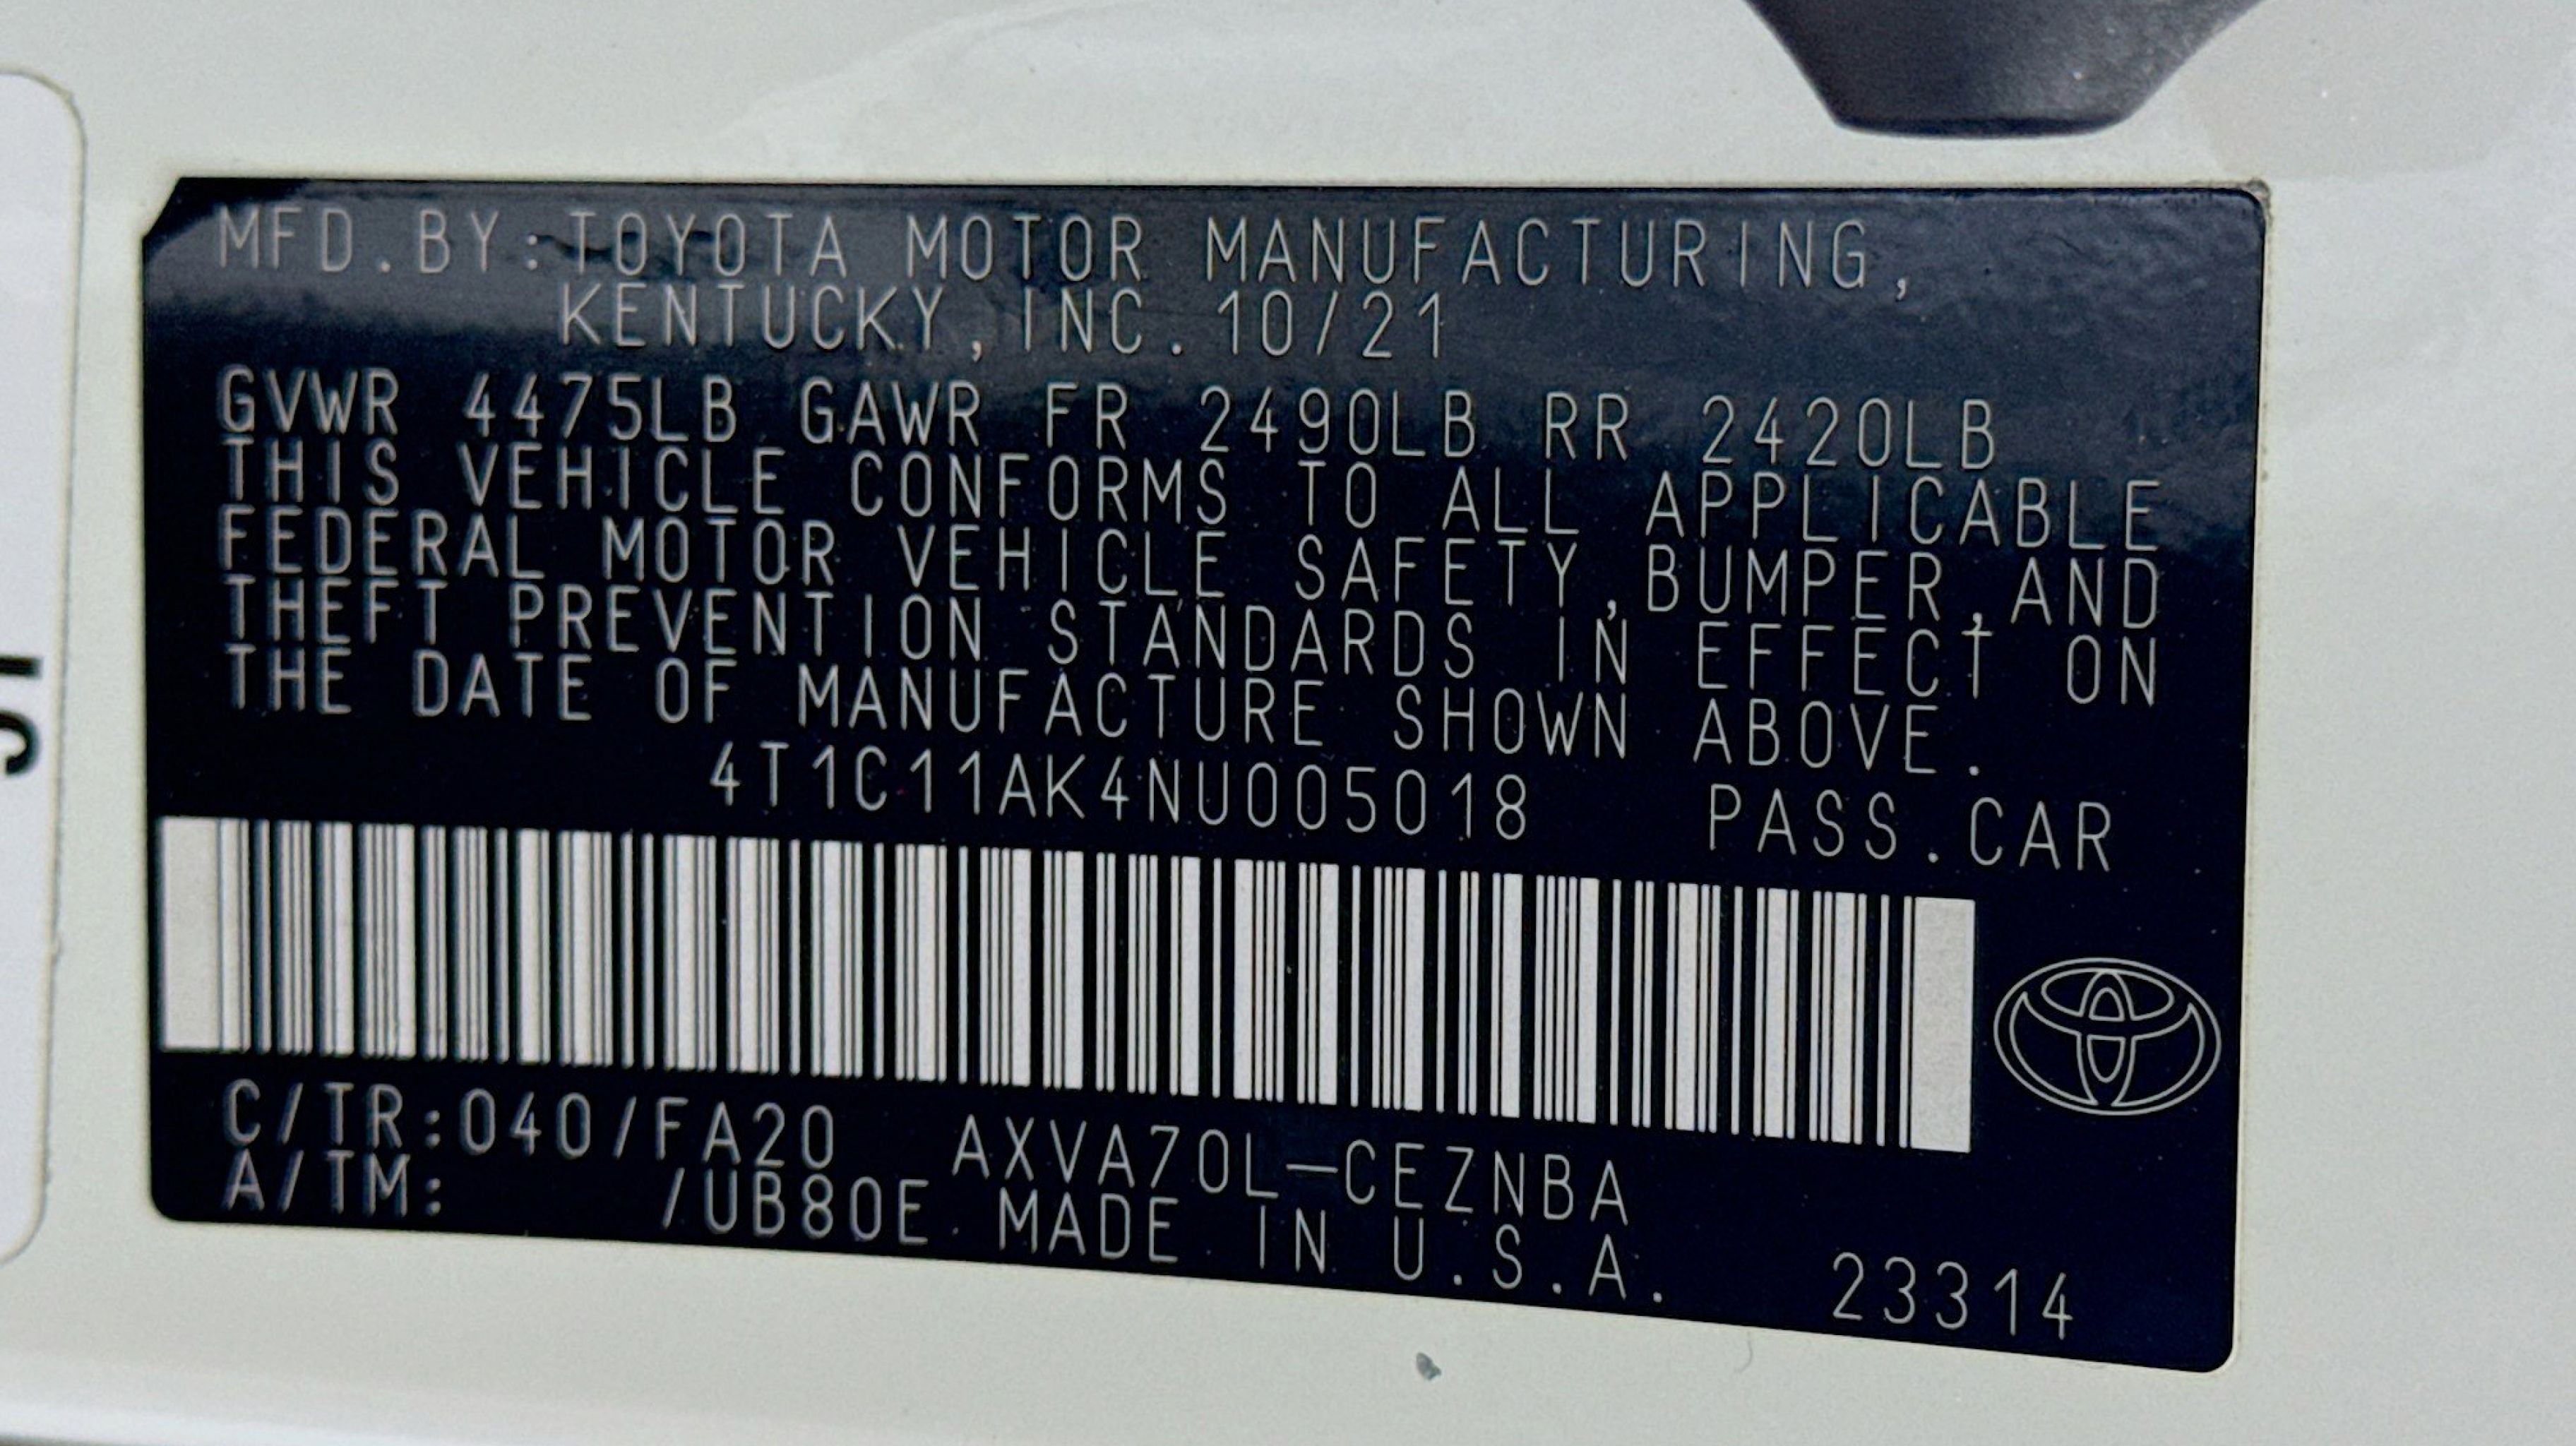 MFD.BY:TOYOTA MOTOR MANUFACTURING,
KENTUCKY,INC.10/21
GVWR 4475LB GAWR FR 2490LB RR 2420LB
THIS VEHICLE CONFORMS TO ALL APPLICABLE
FEDERAL MOTOR VEHICLE SAFETY,BUMPER,AND
THEFT PREVENTION STANDARDS IN EFFECT ON
THE DATE OF MANUFACTURE SHOWN ABOVE.
4T1C11AK4NU005018 PASS.CAR
C/TR:040/FA20 AXVA70L-CEZNBA
A/TM: /UB80E MADE IN U.S.A.
23314